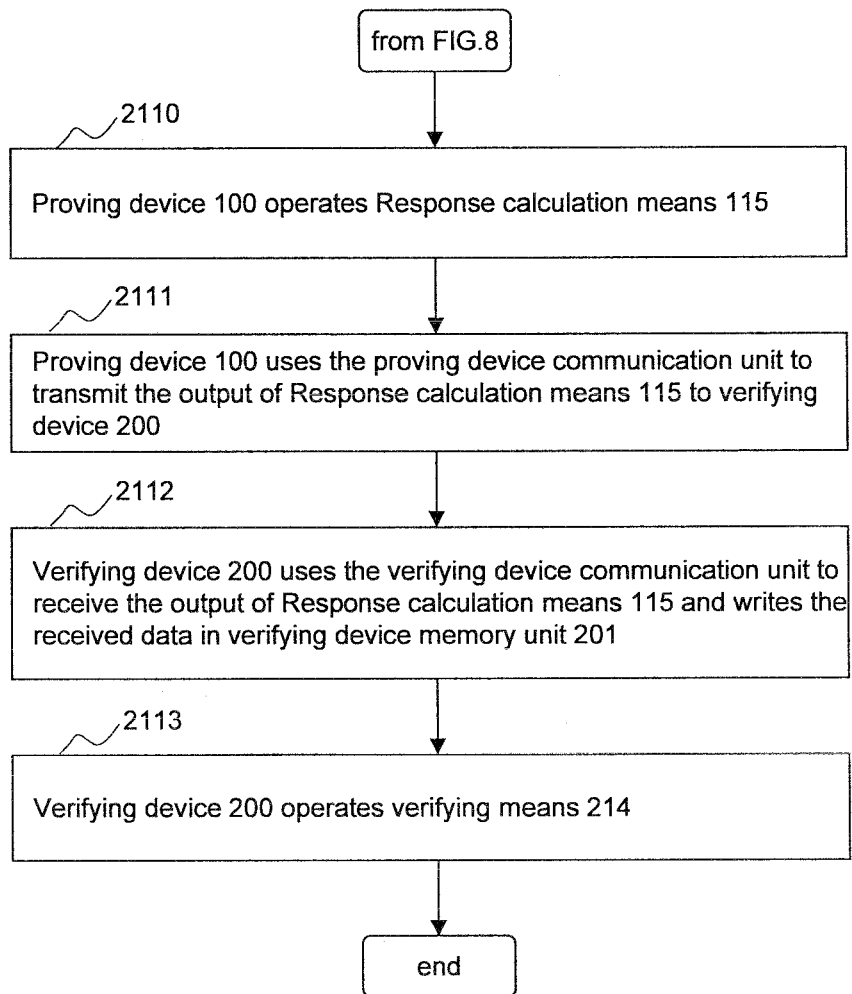 from FIG.8
2110
Proving device 100 operates Response calculation means 115
2111
Proving device 100 uses the proving device communication unit to
transmit the output of Response calculation means 115 to verifying
device 200
2112
Verifying device 200 uses the verifying device communication unit to
receive the output of Response calculation means 115 and writes the
received data in verifying device memory unit 201
2113
Verifying device 200 operates verifying means 214
end